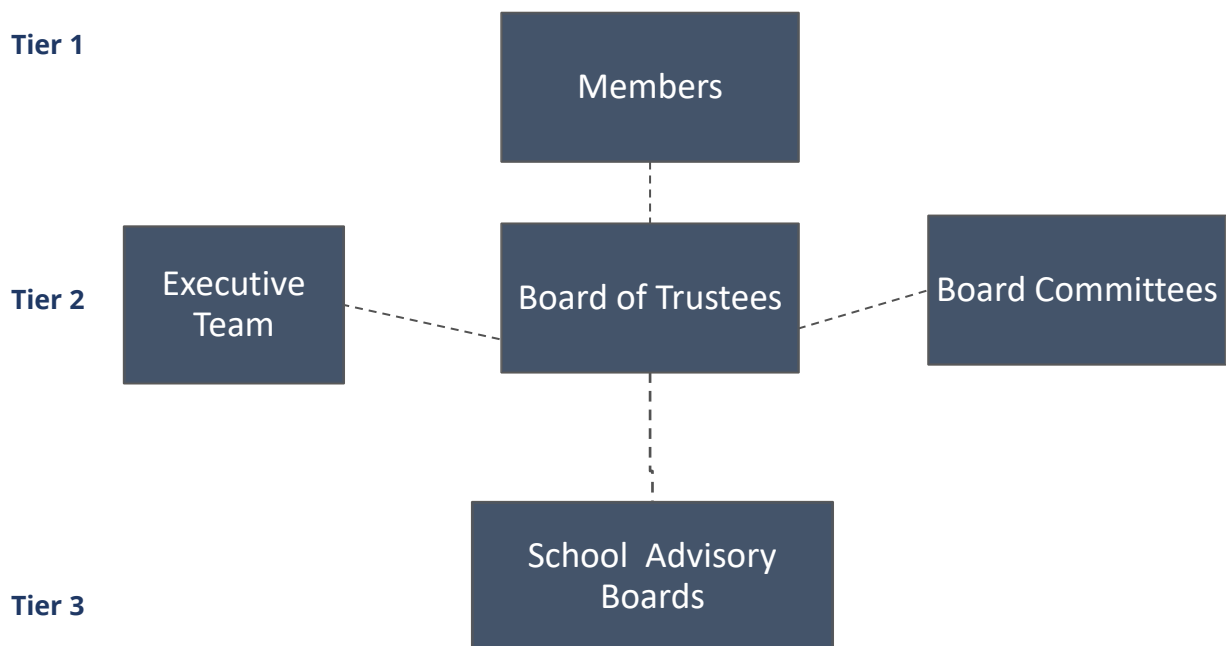 Tier 1
Members
Tier 2
Executive
Team
Board of Trustees
Board Committees
School  Advisory
Boards
Tier 3